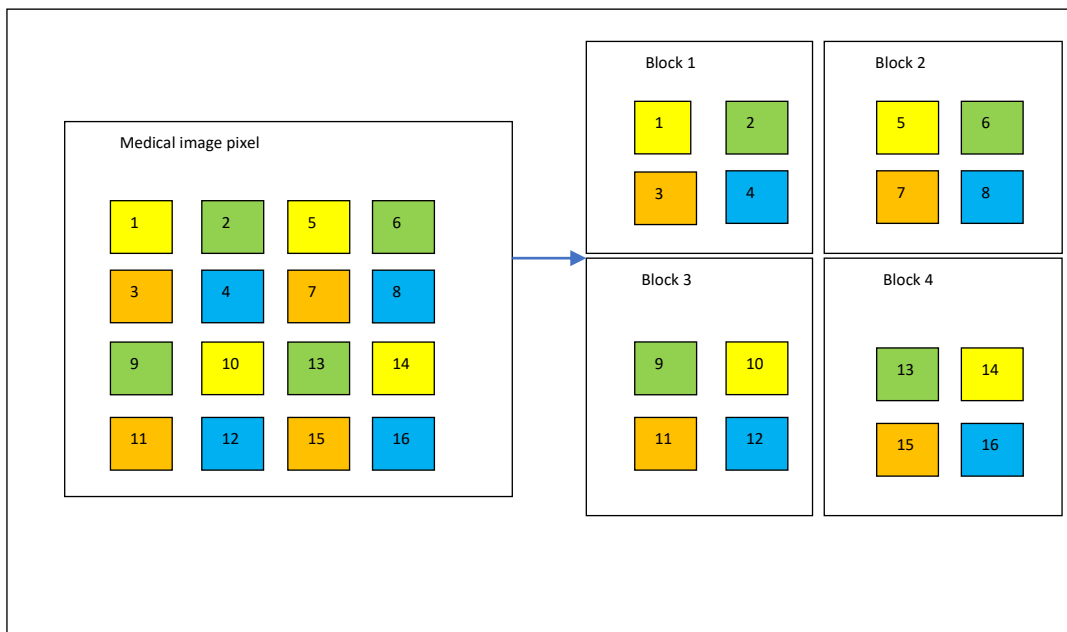 Medical image pixel
1 2 5 6
3 4 7 8
9 10 13 14
11 12 15 16
Block 1
1 2
3 4
Block 2
5 6
7 8
Block 3
9 10
11 12
Block 4
13 14
15 16